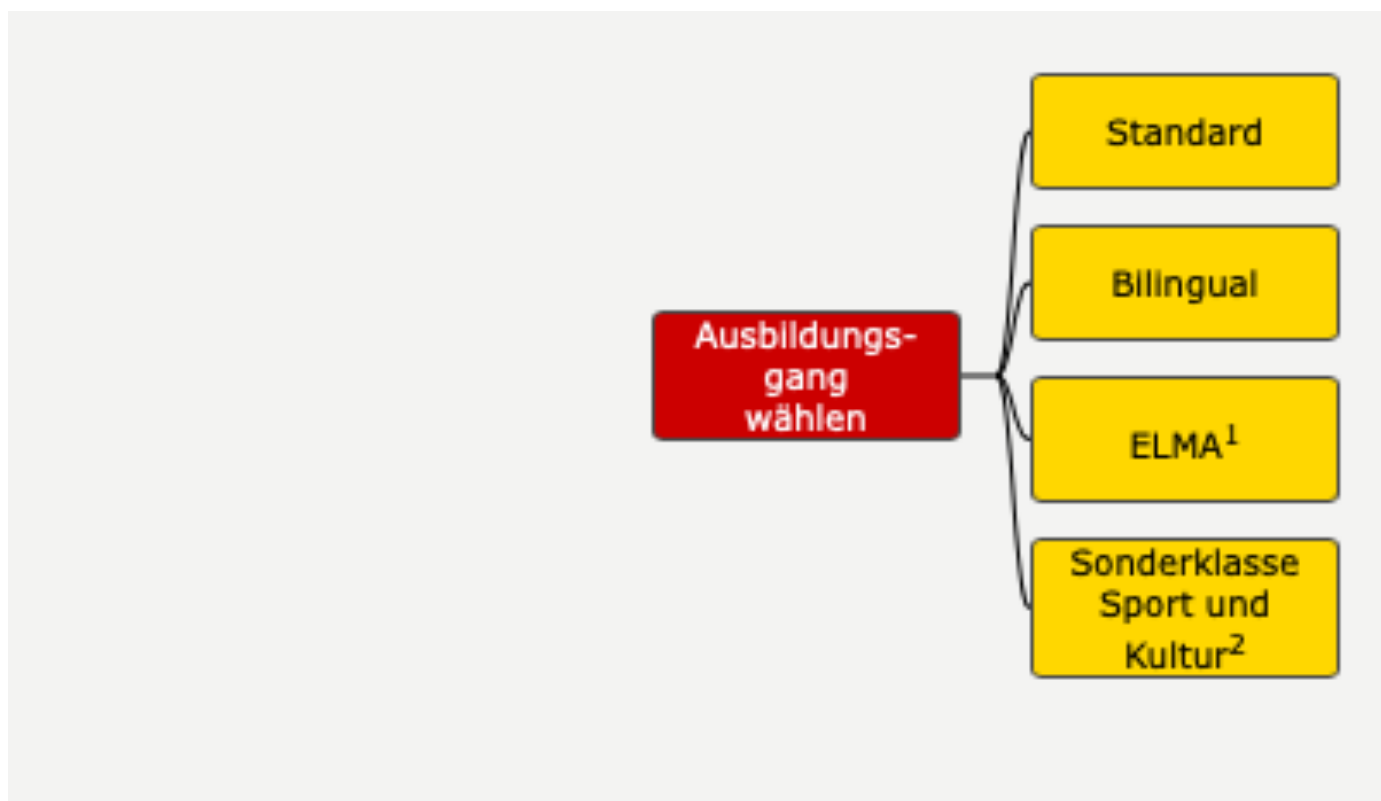 Standard
Bilingual
Ausbildungs-
gang
wählen
ELMA¹
Sonderklasse
Sport und
Kultur²